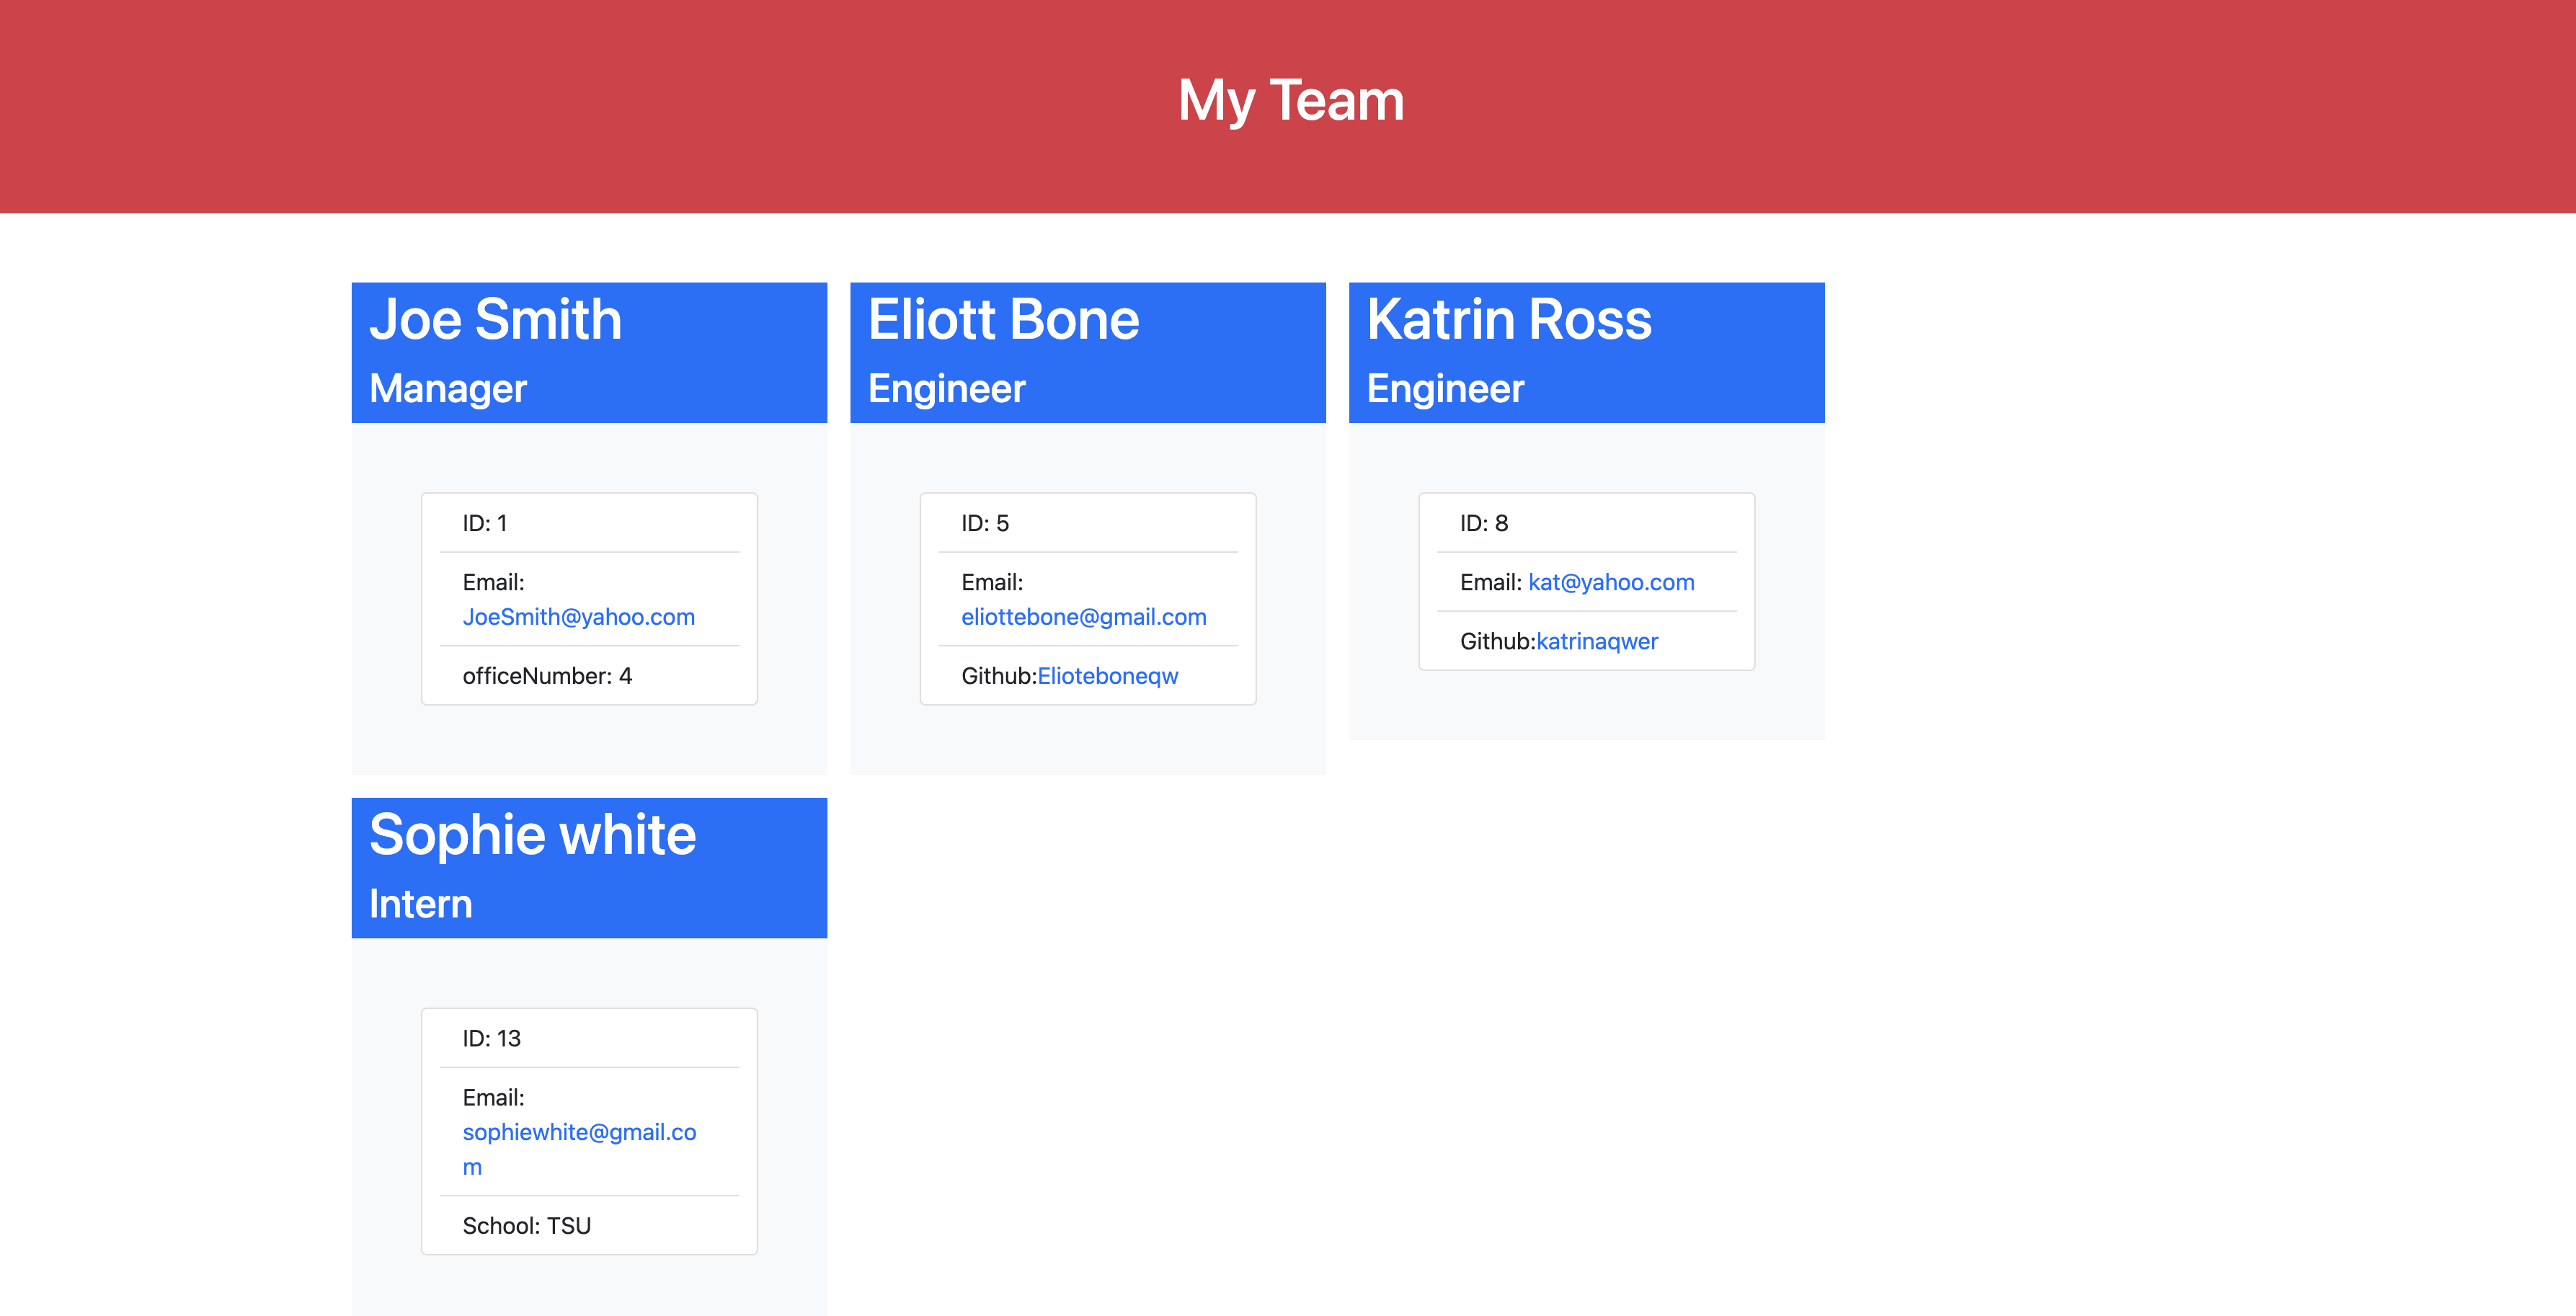 My Team
Joe Smith
Manager
ID: 1
Email:
JoeSmith@yahoo.com
officeNumber: 4
Eliott Bone
Engineer
ID: 5
Email:
eliottebone@gmail.com
Github:Elioteboneqw
Katrin Ross
Engineer
ID: 8
Email: kat@yahoo.com
Github:katrinaqwer
Sophie white
Intern
ID: 13
Email:
sophiewhite@gmail.co
m
School: TSU